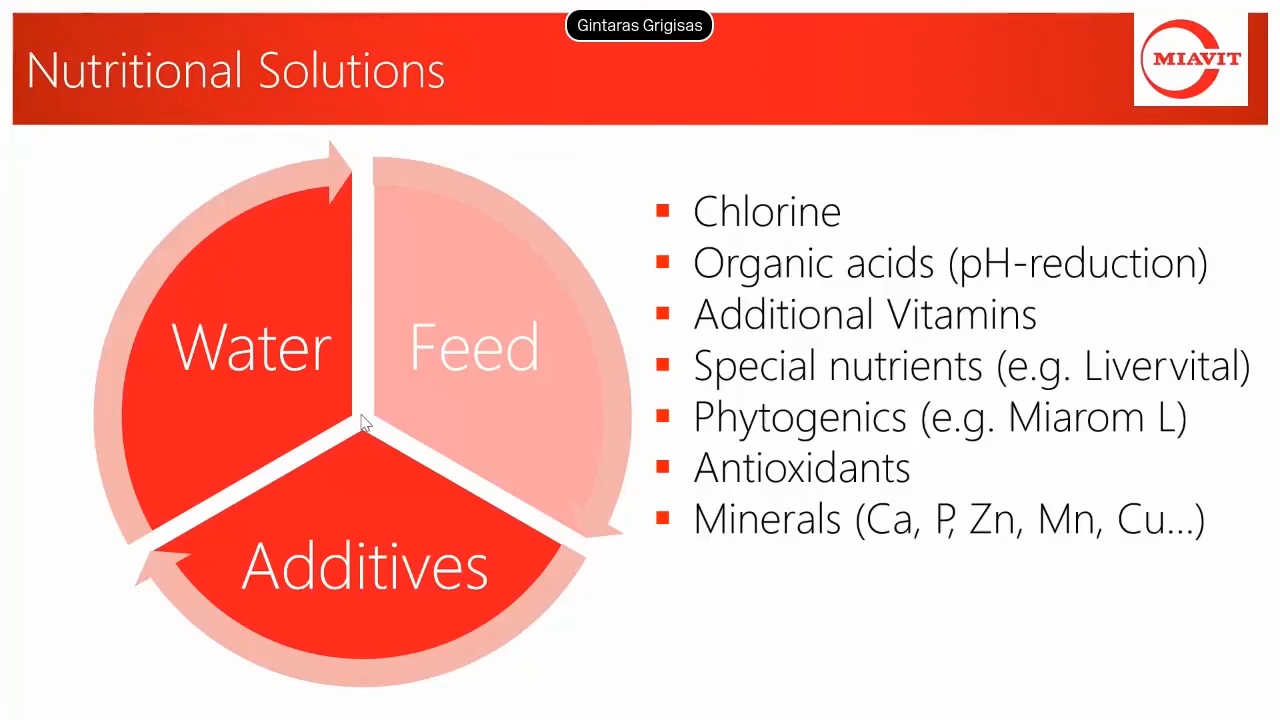 Gintaras Grigisas
Nutritional Solutions
MIAVIT
Water
Feed
Additives
Chlorine
Organic acids (pH-reduction)
Additional Vitamins
Special nutrients (e.g. Livervital)
Phytogenics (e.g. Miarom L)
Antioxidants
Minerals (Ca, P, Zn, Mn, Cu...)